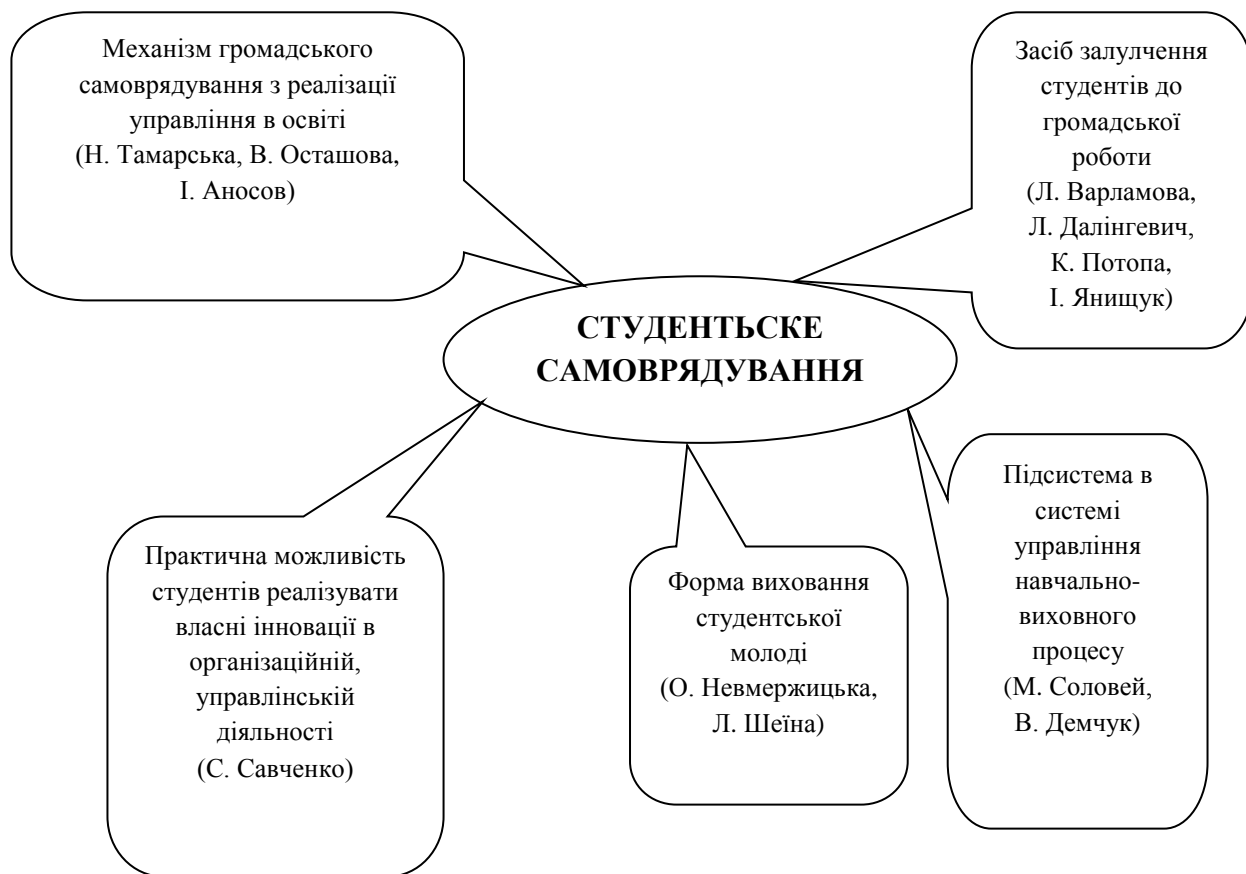 Механізм громадського
самоврядування з реалізації
управління в освіті
(Н. Тамарська, В. Осташова,
І. Аносов)
Засіб залулчення
студентів до
громадської
роботи
(Л. Варламова,
Л. Далінгевич,
К. Потопа,
І. Янищук)
СТУДЕНТЬСКЕ
САМОВРЯДУВАННЯ
Практична можливість
студентів реалізувати
власні інновації в
організаційній,
управлінській
діяльності
(С. Савченко)
Форма виховання
студентської
молоді
(О. Невмержицька,
Л. Шеїна)
Підсистема в
системі
управління
навчально-
виховного
процесу
(М. Соловей,
В. Демчук)